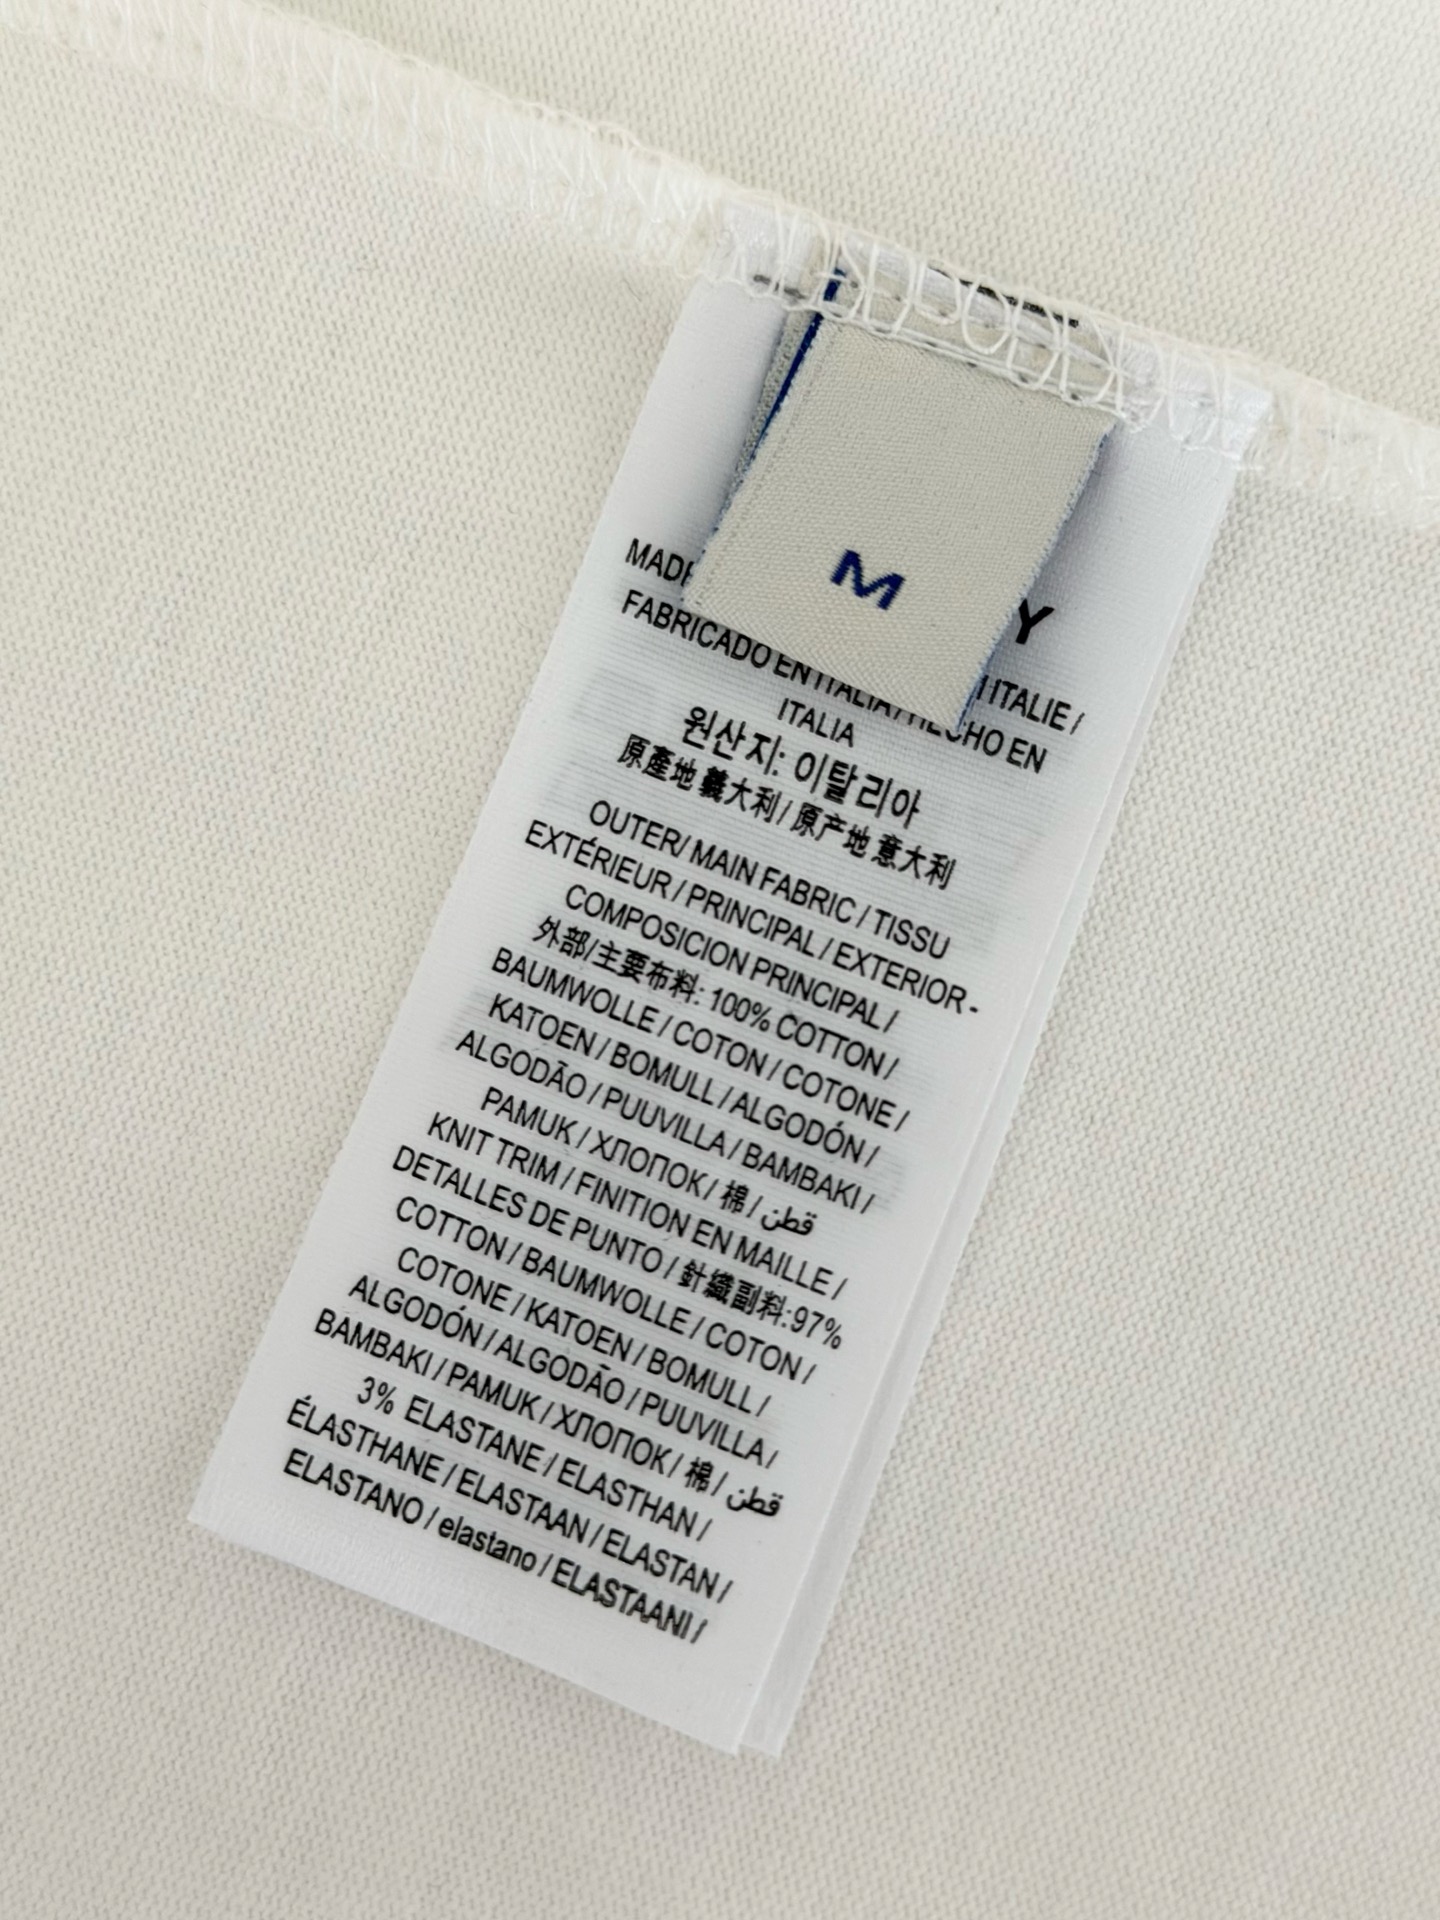 M
Y
ITALIE /
FABRICADO EN ITALIA / HECHO EN
ITALIA
원산지: 이탈리아
原產地 義大利 / 原产地 意大利
OUTER/ MAIN FABRIC / TISSU
EXTÉRIEUR / PRINCIPAL / EXTERIOR -
COMPOSICION PRINCIPAL /
外部/主要布料: 100% COTTON /
BAUMWOLLE / COTON / COTONE /
KATOEN / BOMULL / ALGODÓN /
ALGODÃO / PUUVILLA / BAMBAKI /
PAMUK / ХЛОПОК / 棉 / قطن
KNIT TRIM / FINITION EN MAILLE /
DETALLES DE PUNTO / 針織副料:97%
COTTON / BAUMWOLLE / COTON /
COTONE / KATOEN / BOMULL /
ALGODÓN / ALGODÃO / PUUVILLA /
BAMBAKI / PAMUK / ХЛОПОК / 棉 / قطن
3% ELASTANE / ELASTHAN /
ÉLASTHANE / ELASTAAN / ELASTAN /
ELASTANO / elastano / ELASTAANI /